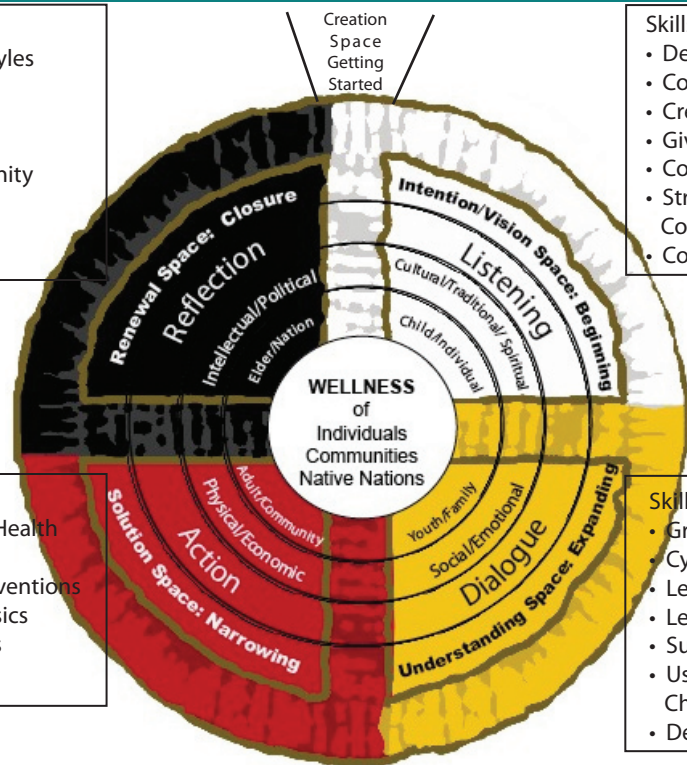 Creation
Space
Getting
Started
Skill
• De
• Co
• Cre
• Giv
• Co
• Str
Co
• Co
yles
nity
Renewal Space: Closure
Reflection
Intellectual/Political
Elder/Nation
Intention/Vision Space: Beginning
Listening
Cultural/Traditional/ Spiritual
Child/Individual
WELLNESS
of
Individuals
Communities
Native Nations
Adult/Community
Physical/Economic
Action
Solution Space: Narrowing
Youth/Family
Social/Emotional
Dialogue
Understanding Space: Expanding
Health
ventions
sics
s
Skill
• Gr
• Cy
• Le
• Le
• Su
• Us
Ch
• De